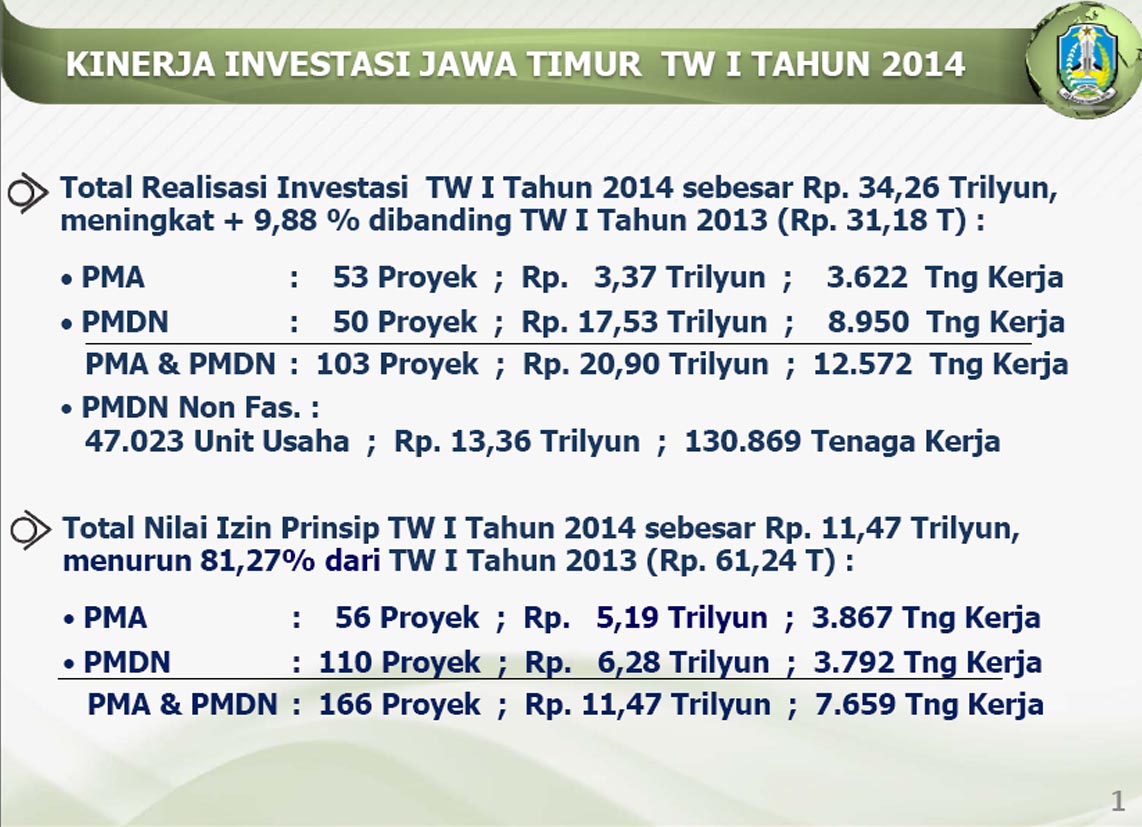 KINERJA INVESTASI JAWA TIMUR TW I TAHUN 2014
Total Realisasi Investasi TW I Tahun 2014 sebesar Rp. 34,26 Trilyun,
meningkat + 9,88 % dibanding TW I Tahun 2013 (Rp. 31,18 T) :
• PMA : 53 Proyek ; Rp. 3,37 Trilyun ; 3.622 Tng Kerja
• PMDN : 50 Proyek ; Rp. 17,53 Trilyun ; 8.950 Tng Kerja
PMA & PMDN : 103 Proyek ; Rp. 20,90 Trilyun ; 12.572 Tng Kerja
• PMDN Non Fas. :
47.023 Unit Usaha ; Rp. 13,36 Trilyun ; 130.869 Tenaga Kerja
Total Nilai Izin Prinsip TW I Tahun 2014 sebesar Rp. 11,47 Trilyun,
menurun 81,27% dari TW I Tahun 2013 (Rp. 61,24 T) :
• PMA : 56 Proyek ; Rp. 5,19 Trilyun ; 3.867 Tng Kerja
• PMDN : 110 Proyek ; Rp. 6,28 Trilyun ; 3.792 Tng Kerja
PMA & PMDN : 166 Proyek ; Rp. 11,47 Trilyun ; 7.659 Tng Kerja
1